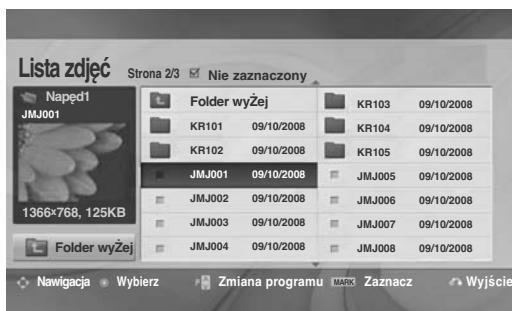 Lista zdjęć Strona 2/3 Nie zaznaczony
Napęd1
JMJ001
1366x768, 125KB
Folder wyŻej
Folder wyŻej
KR101 09/10/2008
KR102 09/10/2008
JMJ001 09/10/2008
JMJ002 09/10/2008
JMJ003 09/10/2008
JMJ004 09/10/2008
KR103 09/10/2008
KR104 09/10/2008
KR105 09/10/2008
JMJ005 09/10/2008
JMJ006 09/10/2008
JMJ007 09/10/2008
JMJ008 09/10/2008
Nawigacja Wybierz P Zmiana programu MARK Zaznacz Wyjście